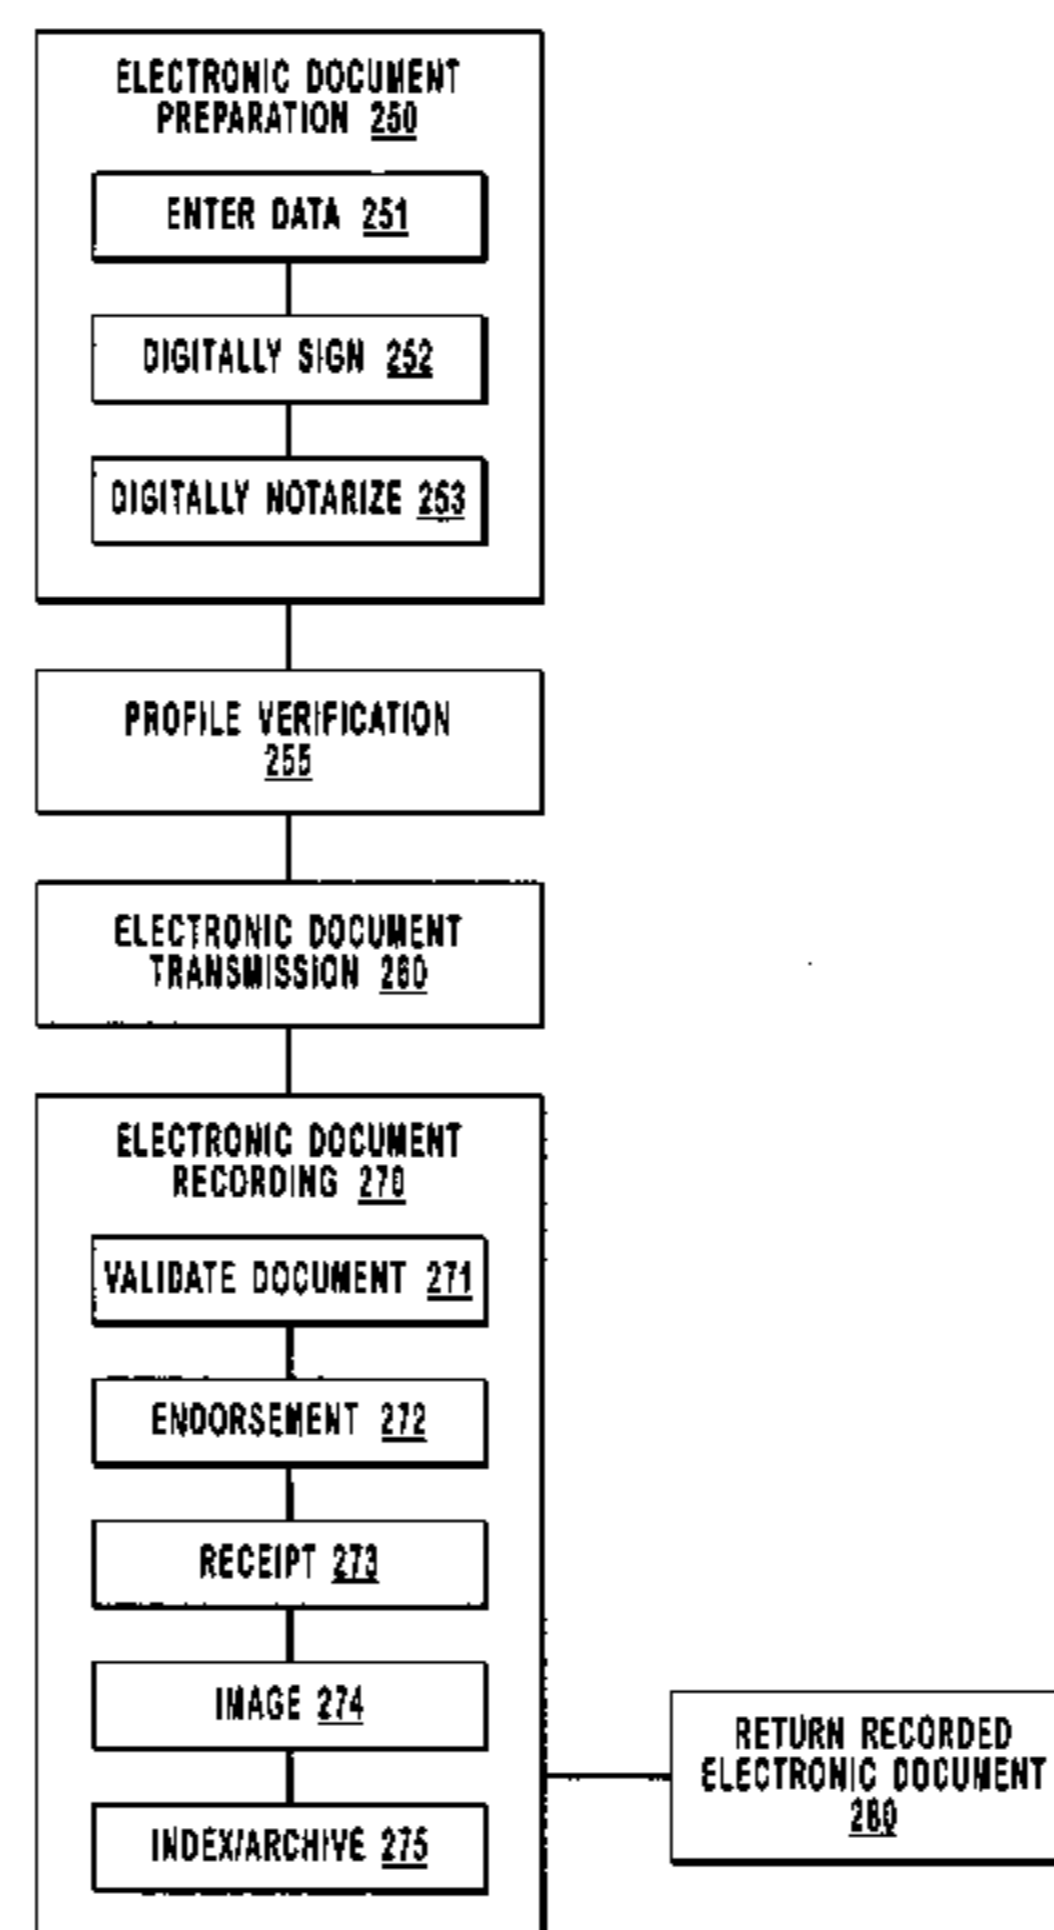 ELECTRONIC DOCUMENT
PREPARATION 250
ENTER DATA 251
DIGITALLY SIGN 252
DIGITALLY NOTARIZE 253
PROFILE VERIFICATION
255
ELECTRONIC DOCUMENT
TRANSMISSION 260
ELECTRONIC DOCUMENT
RECORDING 270
VALIDATE DOCUMENT 271
ENDORSEMENT 272
RECEIPT 273
IMAGE 274
INDEX/ARCHIVE 275
RETURN RECORDED
ELECTRONIC DOCUMENT
280